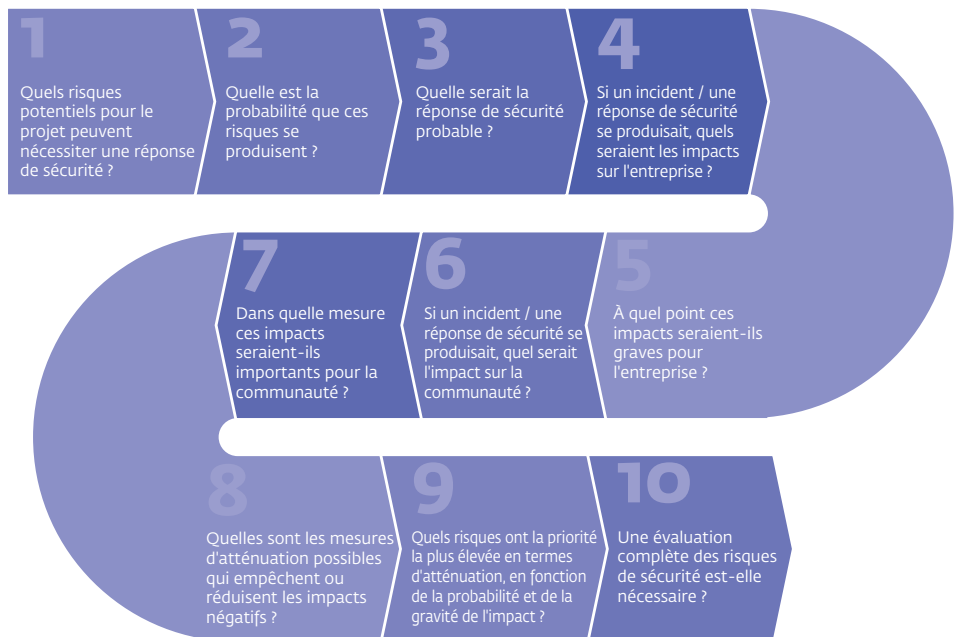 1
Quels risques
potentiels pour le
projet peuvent
nécessiter une réponse
de sécurité ?
2
Quelle est la
probabilité que ces
risques se
produisent ?
3
Quelle serait la
réponse de sécurité
probable ?
4
Si un incident / une
réponse de sécurité
se produisait, quels
seraient les impacts
sur l'entreprise ?
5
À quel point ces
impacts seraient-ils
graves pour
l'entreprise ?
6
Si un incident / une
réponse de sécurité se
produisait, quel serait
l'impact sur la
communauté ?
7
Dans quelle mesure
ces impacts
seraient-ils
importants pour la
communauté ?
8
Quelles sont les mesures
d'atténuation possibles
qui empêchent ou
réduisent les impacts
négatifs ?
9
Quels risques ont la priorité
la plus élevée en termes
d'atténuation, en fonction
de la probabilité et de la
gravité de l'impact ?
10
Une évaluation
complète des risques
de sécurité est-elle
nécessaire ?